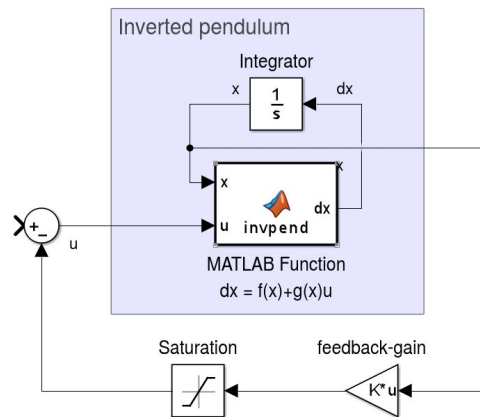 Inverted pendulum
Integrator
x
1
s
dx
x
x
dx
u
invpend
+
_
u
MATLAB Function
dx = f(x)+g(x)u
Saturation
feedback-gain
K*u